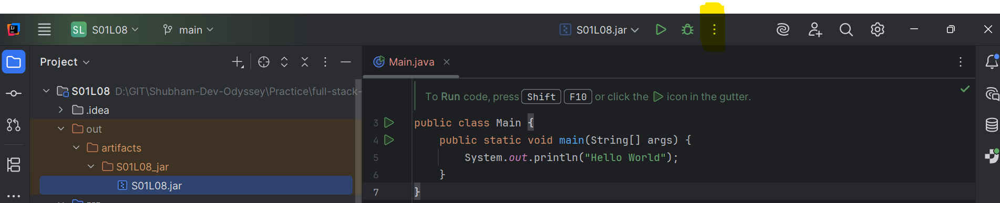 SL S01L08 main S01L08.jar
Project
Main.java
S01L08 D:\GIT\Shubham-Dev-Odyssey\Practice\full-stack-
.idea
out
artifacts
S01L08_jar
S01L08.jar
To Run code, press Shift F10 or click the icon in the gutter.
3 public class Main {
4 public static void main(String[] args) {
5 System.out.println("Hello World");
6 }
7 }